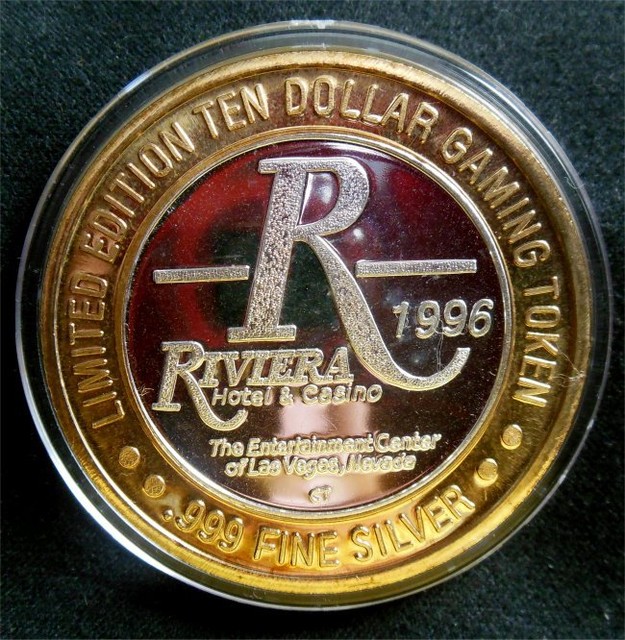 LIMITED EDITION TEN DOLLAR GAMING TOKEN
R
1996
RIVIERA
Hotel & Casino
The Entertainment Center
of Las Vegas, Nevada
.999 FINE SILVER